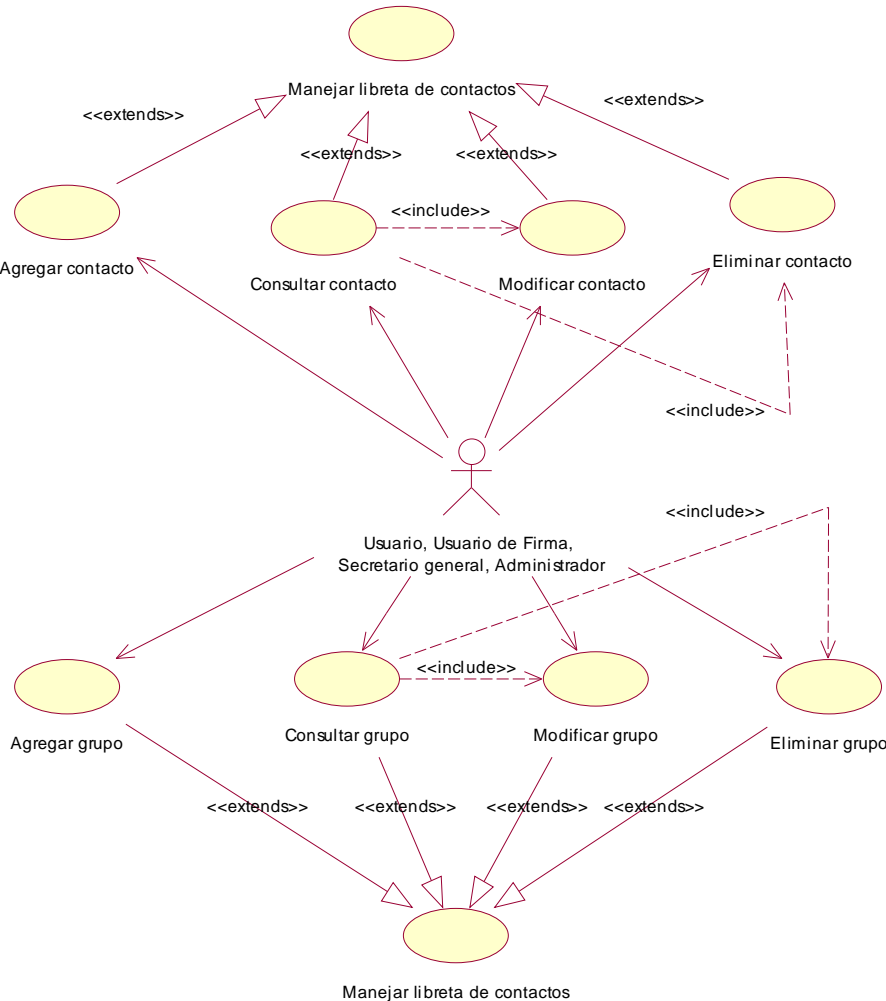 Manejar libreta de contactos
<<extends>>
<<extends>>
<<extends>>
<<extends>>
<<include>>
Agregar contacto
Consultar contacto
Modificar contacto
Eliminar contacto
<<include>>
<<include>>
Usuario, Usuario de Firma,
Secretario general, Administrador
<<include>>
Agregar grupo
Consultar grupo
Modificar grupo
Eliminar grupo
<<extends>>
<<extends>>
<<extends>>
<<extends>>
Manejar libreta de contactos